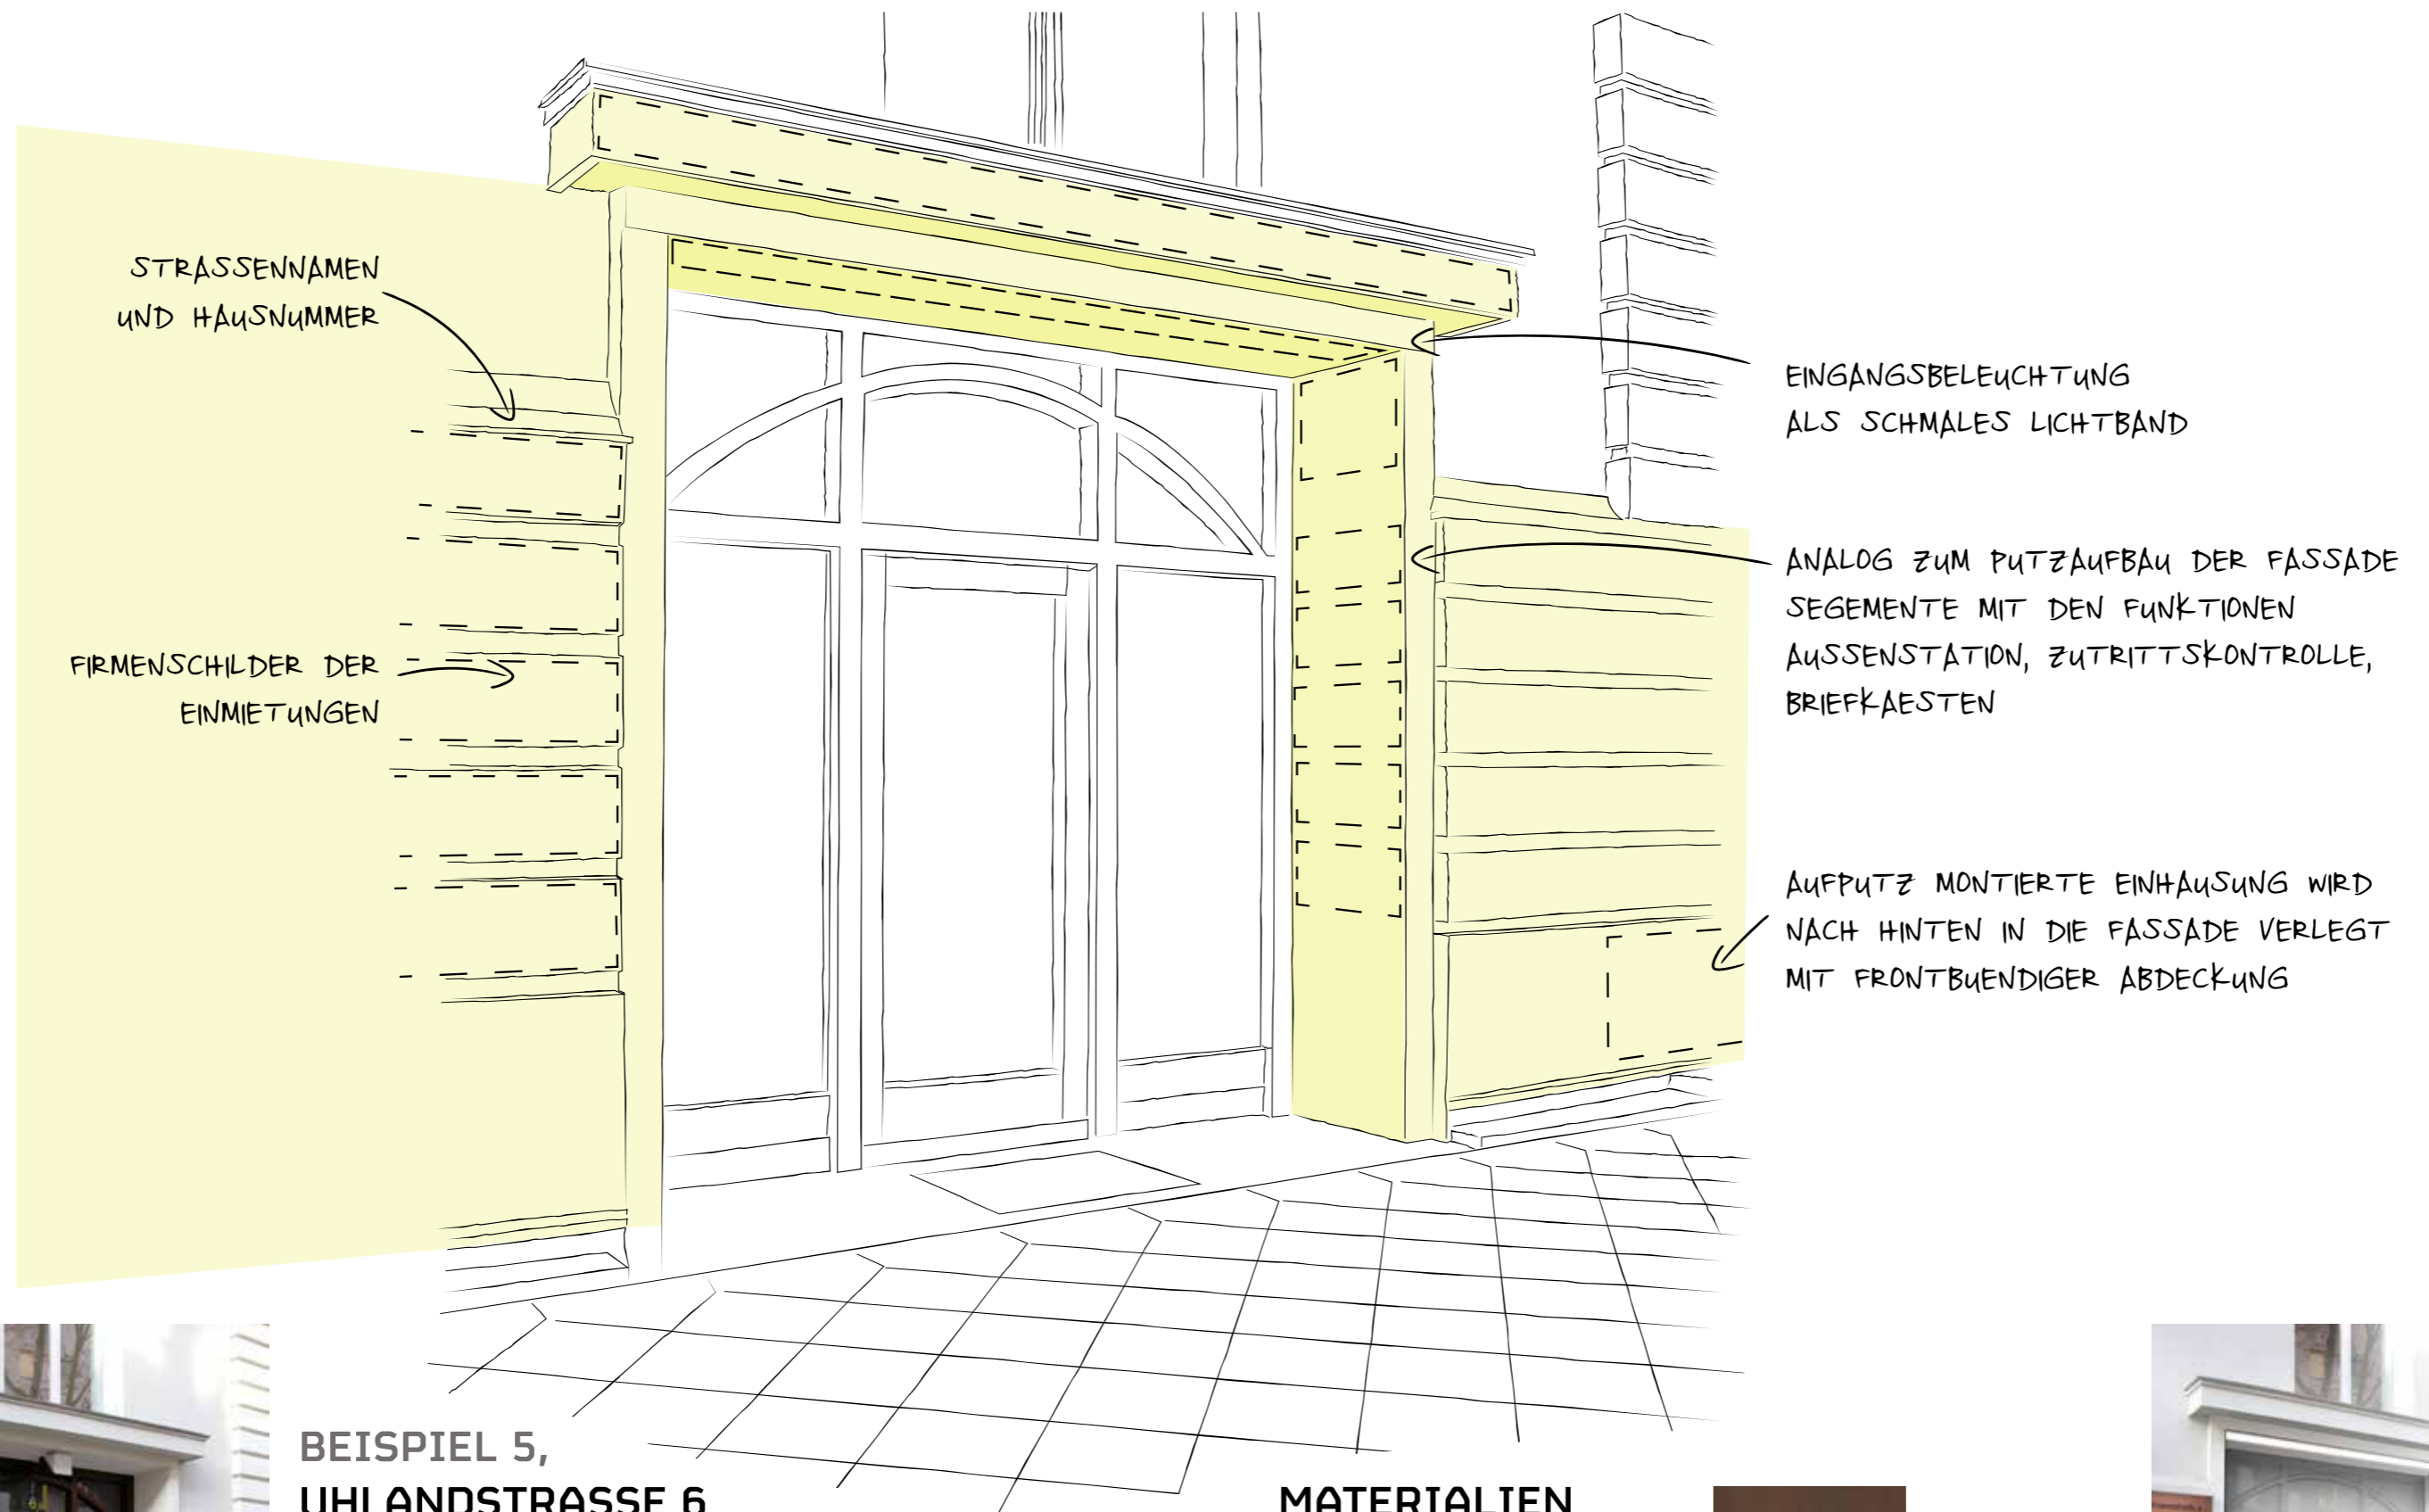 STRASSENNAMEN
UND HAUSNUMMER
FIRMENSCHILDER DER
EINMIETUNGEN
EINGANGSBELEUCHTUNG
ALS SCHMALES LICHTBAND
ANALOG ZUM PUTZAUFBAU DER FASSADE
SEGEMENTE MIT DEN FUNKTIONEN
AUSSENSTATION, ZUTRITTSKONTROLLE,
BRIEFKAESTEN
AUFPUTZ MONTIERTE EINHAUSUNG WIRD
NACH HINTEN IN DIE FASSADE VERLEGT
MIT FRONTBUENDIGER ABDECKUNG
BEISPIEL 5,
UHLANDSTRASSE 6
MATERIALIEN